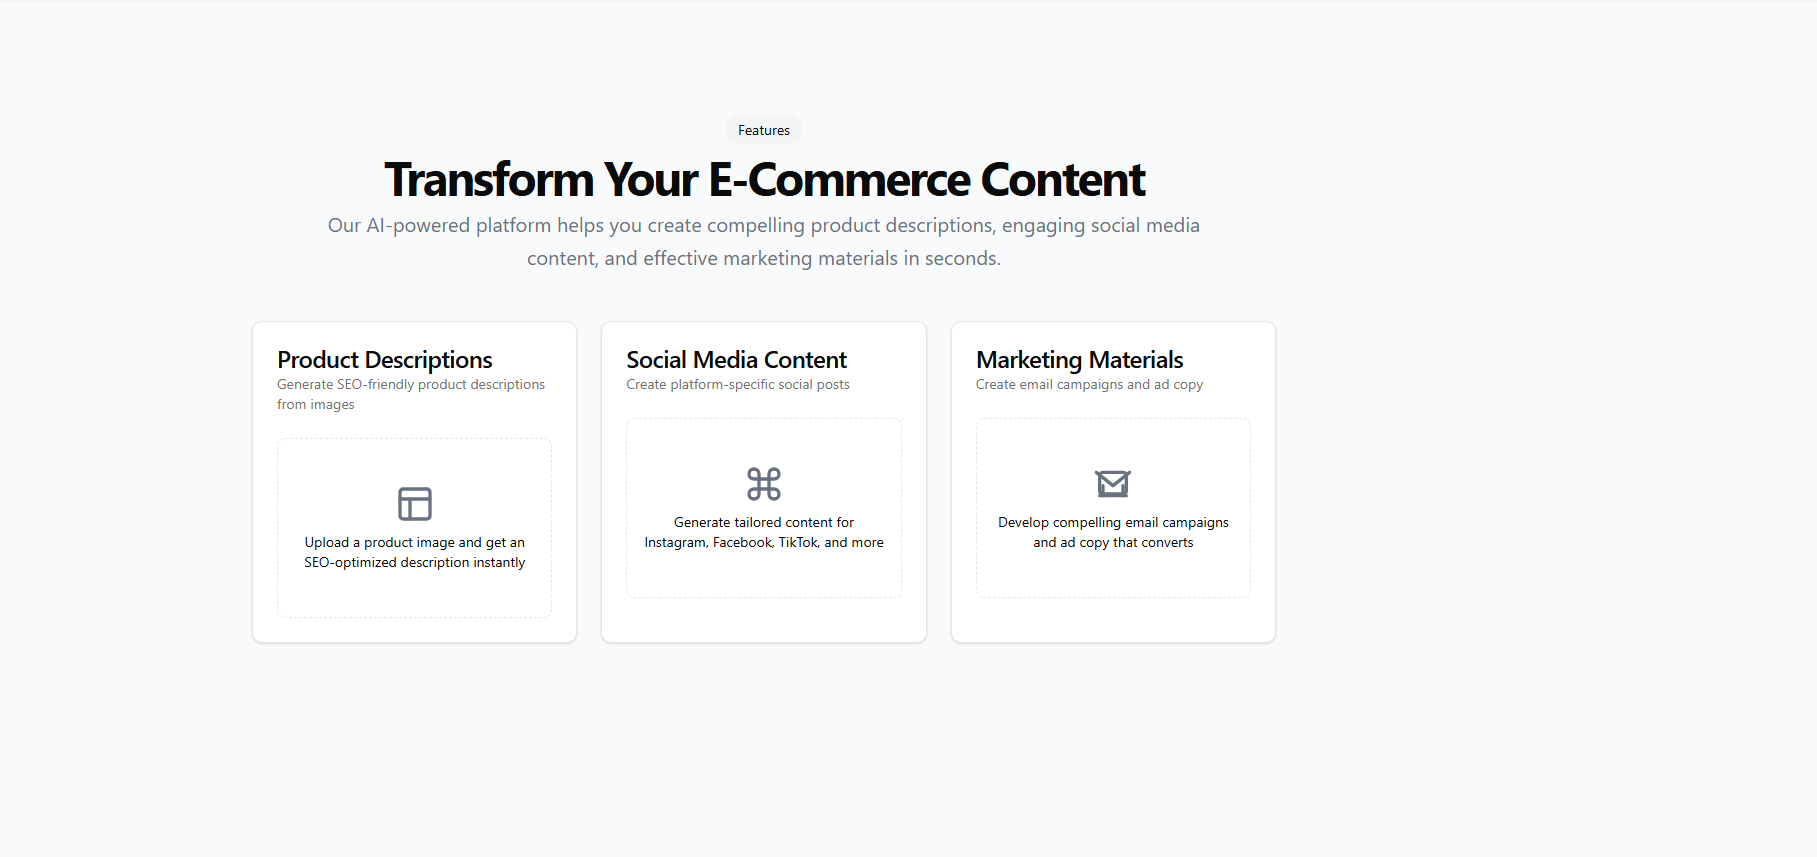 Features
Transform Your E-Commerce Content
Our AI-powered platform helps you create compelling product descriptions, engaging social media
content, and effective marketing materials in seconds.
Product Descriptions
Generate SEO-friendly product descriptions
from images
Upload a product image and get an
SEO-optimized description instantly
Social Media Content
Create platform-specific social posts
Generate tailored content for
Instagram, Facebook, TikTok, and more
Marketing Materials
Create email campaigns and ad copy
Develop compelling email campaigns
and ad copy that converts